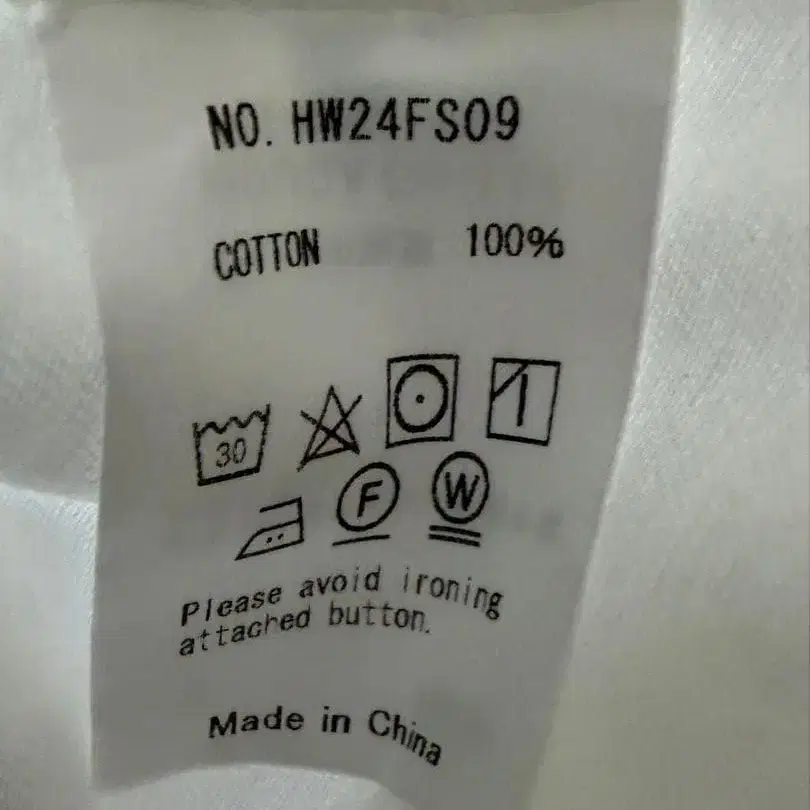 NO. HW24FS09
COTTON 100%
30
F W
Please avoid ironing
attached button.
Made in China